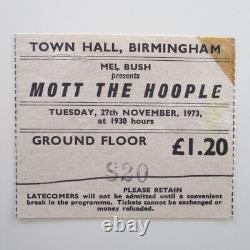 TOWN HALL, BIRMINGHAM
MEL BUSH
presents
MOTT THE HOOPLE
TUESDAY, 27th NOVEMBER, 1973,
at 1930 hours
GROUND FLOOR £1.20
S20
PLEASE RETAIN
LATECOMERS will not be admitted until a convenient
break in the programme. Tickets cannot be exchanged or
money refunded.